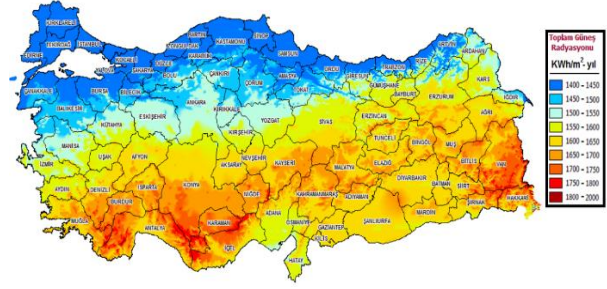 Toplam Güneş
Radyasyonu
KWh/m²-yıl
1400 - 1450
1450 - 1500
1500 - 1550
1550 - 1600
1600 - 1650
1650 - 1700
1700 - 1750
1750 - 1800
1800 - 2000
KIRKLARELİ
EDİRNE
TEKİRDAĞ
İSTANBUL
KASTAMONU
SİNOP
SAMSUN
ORDU
GİRESUN
TRABZON
RİZE
ARTVİN
ARDAHAN
KARS
IĞDIR
AĞRI
ERZURUM
BAYBURT
GÜMÜŞHANE
ÇANAKKALE
BALIKESİR
BURSA
BİLECİK
BOLU
SAKARYA
ÇANKIRI
ÇORUM
AMASYA
TOKAT
ANKARA
KIRIKKALE
ESKİŞEHİR
KÜTAHYA
KIRŞEHİR
YOZGAT
SİVAS
ERZİNCAN
TUNCELİ
BİNGÖL
MUŞ
BİTLİS
VAN
MANİSA
İZMİR
UŞAK
AFYON
AKSARAY
NEVŞEHİR
KAYSERİ
MALATYA
ELAZIĞ
DİYARBAKIR
BATMAN
SİİRT
ŞIRNAK
HAKKARİ
AYDIN
DENİZLİ
ISPARTA
BURDUR
KONYA
NİĞDE
KAHRAMANMARAŞ
ADIYAMAN
ŞANLIURFA
MARDİN
MUĞLA
ANTALYA
KARAMAN
İÇEL
ADANA
OSMANİYE
GAZİANTEP
KİLİS
HATAY